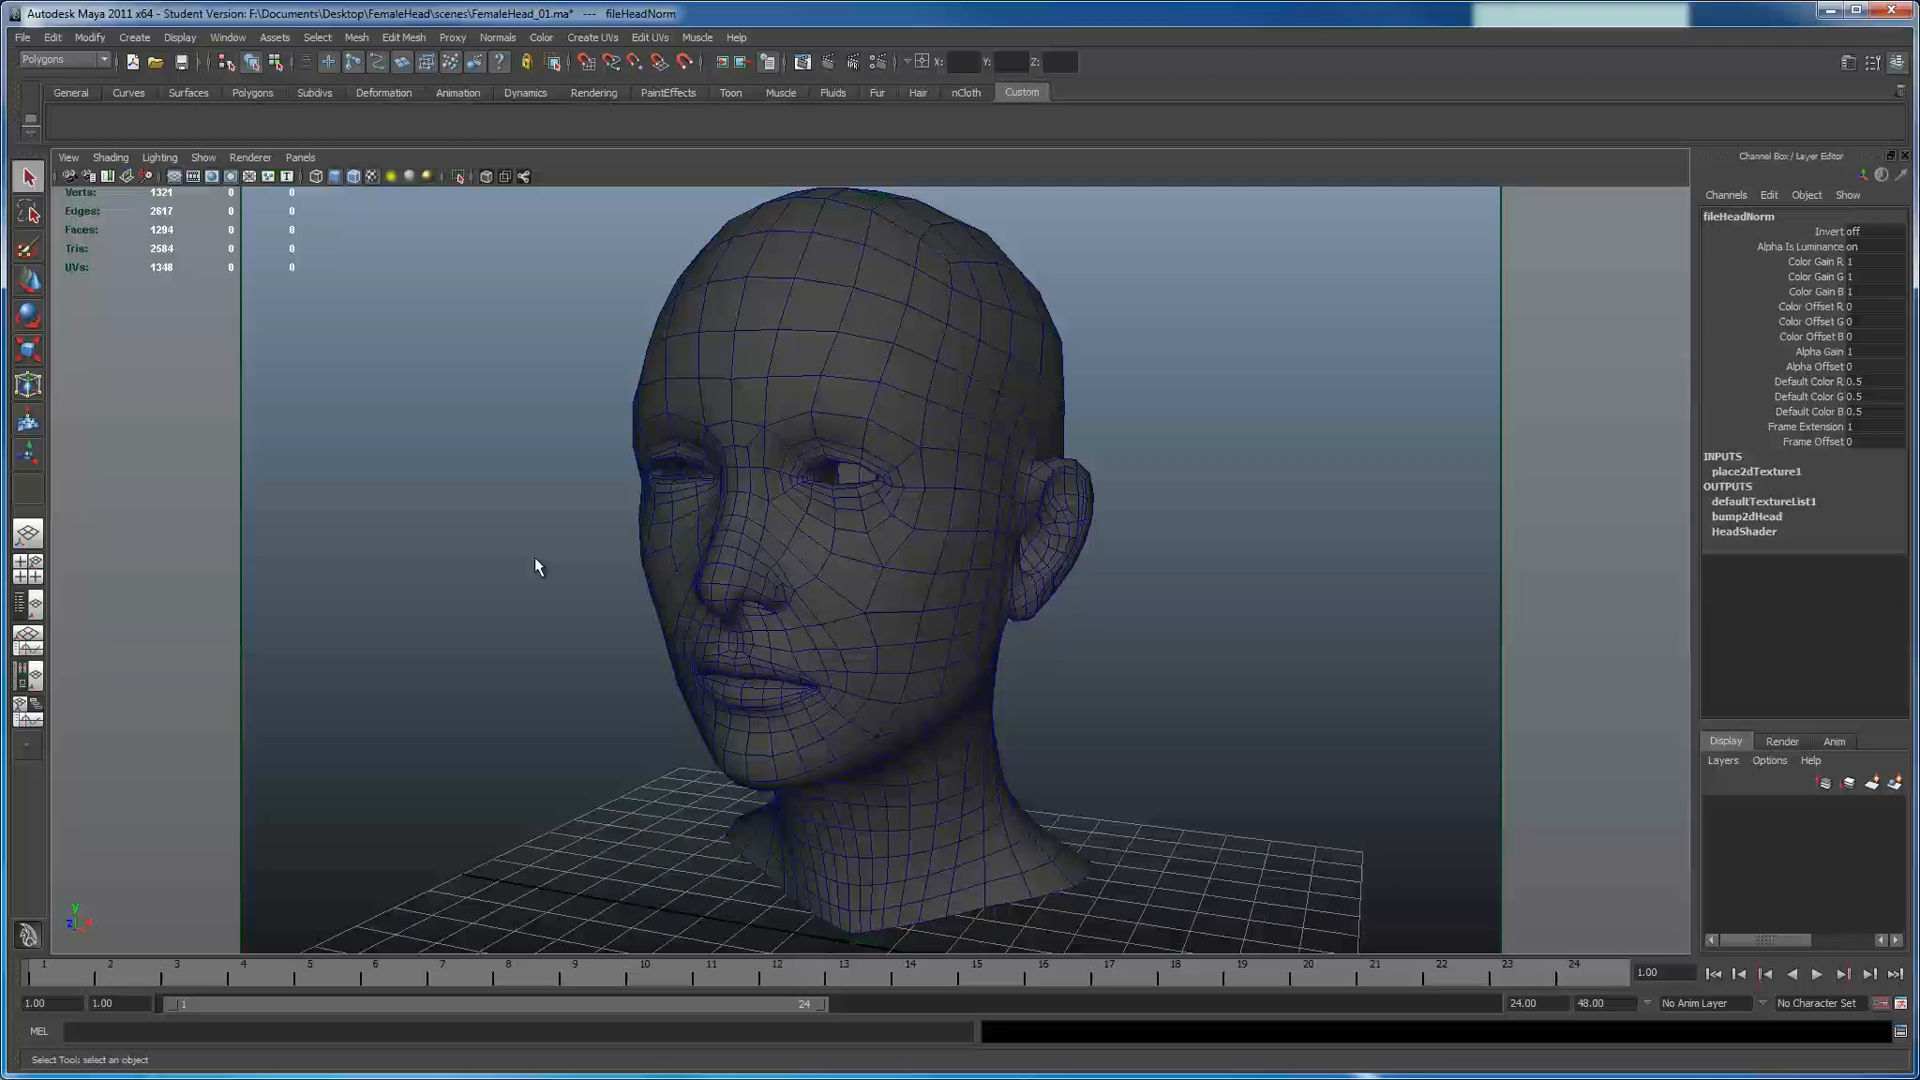 Autodesk Maya 2011 x64 - Student Version: F:\Documents\Desktop\FemaleHead\scenes\FemaleHead_01.ma* --- fileHeadNorm
File Edit Modify Create Display Window Assets Select Mesh Edit Mesh Proxy Normals Color Create UVs Edit UVs Muscle Help
Polygons X: Y: Z:
General Curves Surfaces Polygons Subdivs Deformation Animation Dynamics Rendering PaintEffects Toon Muscle Fluids Fur Hair nCloth Custom
View Shading Lighting Show Renderer Panels
Verts: 1321 0 0
Edges: 2617 0 0
Faces: 1294 0 0
Tris: 2584 0 0
UVs: 1348 0 0
y
z x
Channel Box / Layer Editor
Channels Edit Object Show
fileHeadNorm
Invert off
Alpha Is Luminance on
Color Gain R 1
Color Gain G 1
Color Gain B 1
Color Offset R 0
Color Offset G 0
Color Offset B 0
Alpha Gain 1
Alpha Offset 0
Default Color R 0.5
Default Color G 0.5
Default Color B 0.5
Frame Extension 1
Frame Offset 0
INPUTS
place2dTexture1
OUTPUTS
defaultTextureList1
bump2dHead
HeadShader
Display Render Anim
Layers Options Help
1 2 3 4 5 6 7 8 9 10 11 12 13 14 15 16 17 18 19 20 21 22 23 24 1.00
1.00 1.00 1 24 24.00 48.00 No Anim Layer No Character Set
MEL
Select Tool: select an object